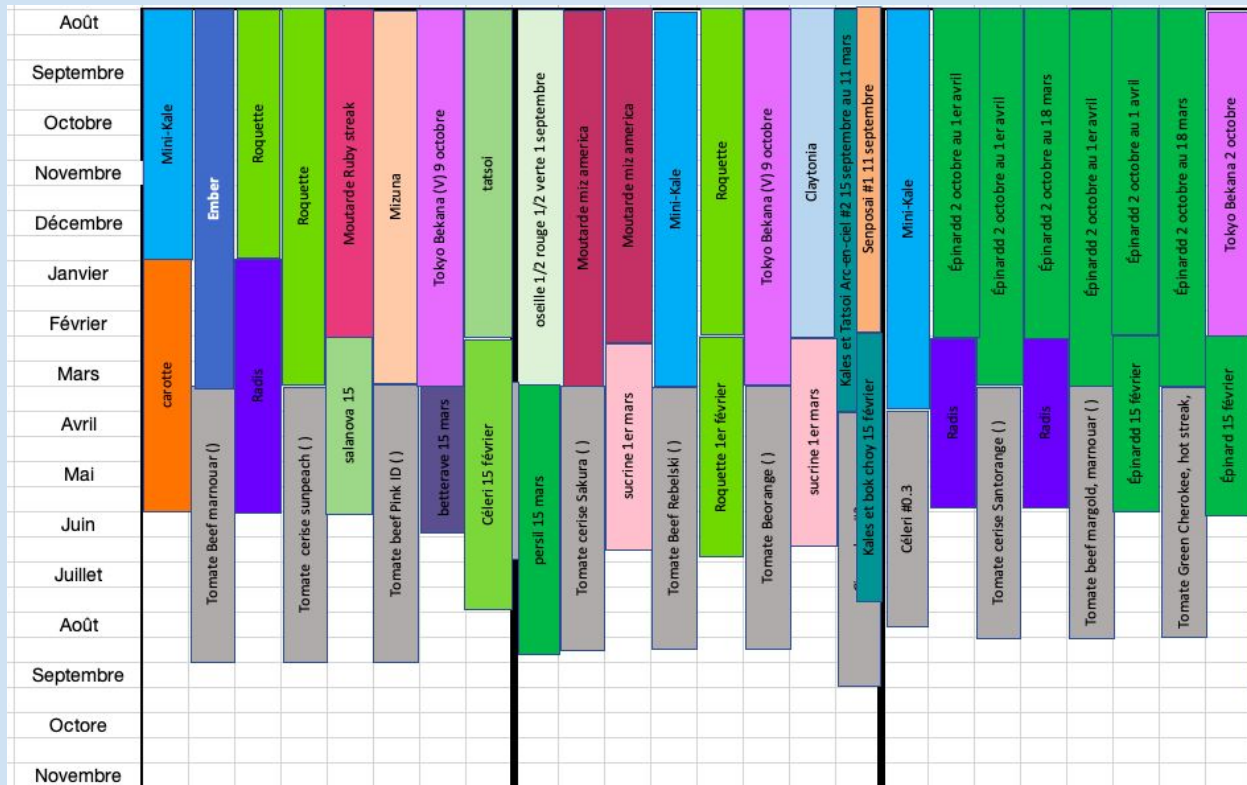 Août
Septembre
Octobre
Novembre
Décembre
Janvier
Février
Mars
Avril
Mai
Juin
Juillet
Août
Septembre
Octore
Novembre
Mini-Kale
carotte
Ember
Tomate Beef marnouar ()
Roquette
Radis
Roquette
Tomate cerise sunpeach ( )
Moutarde Ruby streak
salanova 15
Mizuna
Tomate beef Pink ID ( )
Tokyo Bekana (V) 9 octobre
betterave 15 mars
tatsoi
Céleri 15 février
oseille 1/2 rouge 1/2 verte 1 septembre
persil 15 mars
Moutarde miz america
Tomate cerise Sakura ( )
Moutarde miz america
sucrine 1er mars
Mini-Kale
Tomate Beef Rebelski ( )
Roquette
Roquette 1er février
Tokyo Bekana (V) 9 octobre
Tomate Beorange ( )
Claytonia
sucrine 1er mars
Kales et Tatsoi Arc-en-ciel #2 15 septembre au 11 mars
Senposai #1 11 septembre
Kales et bok choy 15 février
Mini-Kale
Céleri #0.3
Épinardd 2 octobre au 1er avril
Radis
Épinardd 2 octobre au 1er avril
Tomate cerise Santorange ( )
Épinardd 2 octobre au 18 mars
Radis
Épinardd 2 octobre au 1er avril
Tomate beef margold, marnouar ( )
Épinardd 2 octobre au 1 avril
Épinardd 15 février
Épinardd 2 octobre au 18 mars
Tomate Green Cherokee, hot streak,
Tokyo Bekana 2 octobre
Épinard 15 février